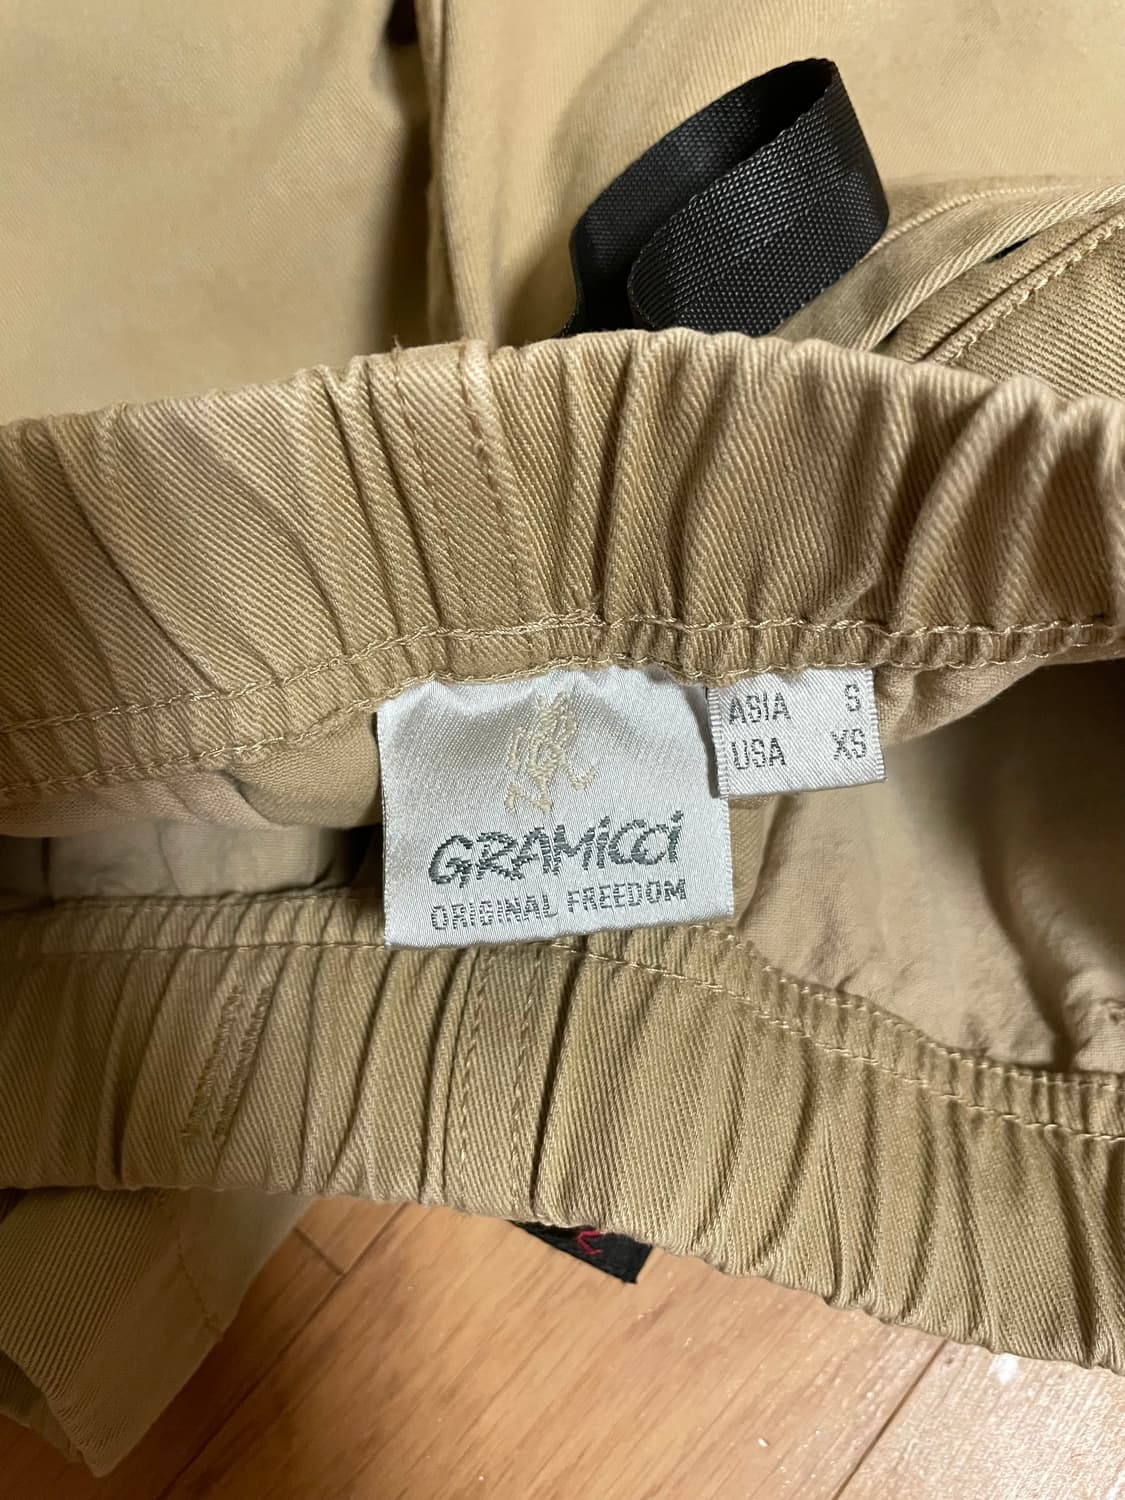 GRAMiCCi
ORIGINAL FREEDOM
ASIA S
USA XS